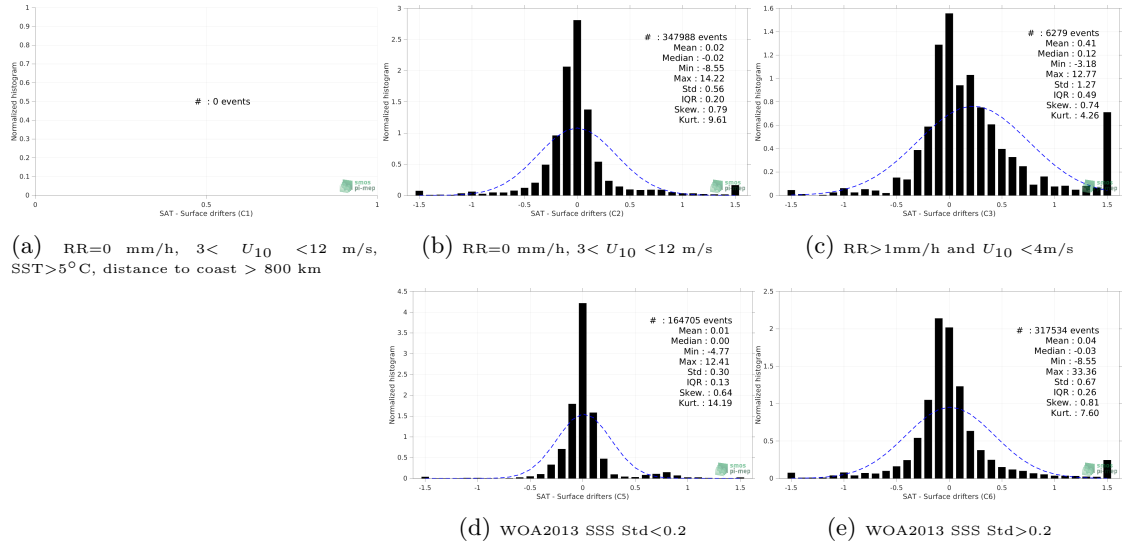 1
0.9
0.8
0.7
0.6
0.5
0.4
0.3
0.2
0.1
0
Normalized histogram
# : 0 events
smos
pi-mep
0 0.5 1
SAT - Surface drifters (C1)
(a) RR=0 mm/h, 3< U10 <12 m/s,
SST>5°C, distance to coast > 800 km
3
2.5
2
1.5
1
0.5
0
Normalized histogram
# : 347988 events
Mean : 0.02
Median : -0.02
Min : -8.55
Max : 14.22
Std : 0.56
IQR : 0.20
Skew. : 0.79
Kurt. : 9.61
smos
pi-mep
-1.5 -1 -0.5 0 0.5 1 1.5
SAT - Surface drifters (C2)
(b) RR=0 mm/h, 3< U10 <12 m/s
1.6
1.4
1.2
1
0.8
0.6
0.4
0.2
0
Normalized histogram
# : 6279 events
Mean : 0.41
Median : 0.12
Min : -3.18
Max : 12.77
Std : 1.27
IQR : 0.49
Skew. : 0.74
Kurt. : 4.26
smos
pi-mep
-1.5 -1 -0.5 0 0.5 1 1.5
SAT - Surface drifters (C3)
(c) RR>1mm/h and U10 <4m/s
4.5
4
3.5
3
2.5
2
1.5
1
0.5
0
Normalized histogram
# : 164705 events
Mean : 0.01
Median : 0.00
Min : -4.77
Max : 12.41
Std : 0.30
IQR : 0.13
Skew. : 0.64
Kurt. : 14.19
smos
pi-mep
-1.5 -1 -0.5 0 0.5 1 1.5
SAT - Surface drifters (C5)
(d) WOA2013 SSS Std<0.2
2.5
2
1.5
1
0.5
0
Normalized histogram
# : 317534 events
Mean : 0.04
Median : -0.03
Min : -8.55
Max : 33.36
Std : 0.67
IQR : 0.26
Skew. : 0.81
Kurt. : 7.60
smos
pi-mep
-1.5 -1 -0.5 0 0.5 1 1.5
SAT - Surface drifters (C6)
(e) WOA2013 SSS Std>0.2